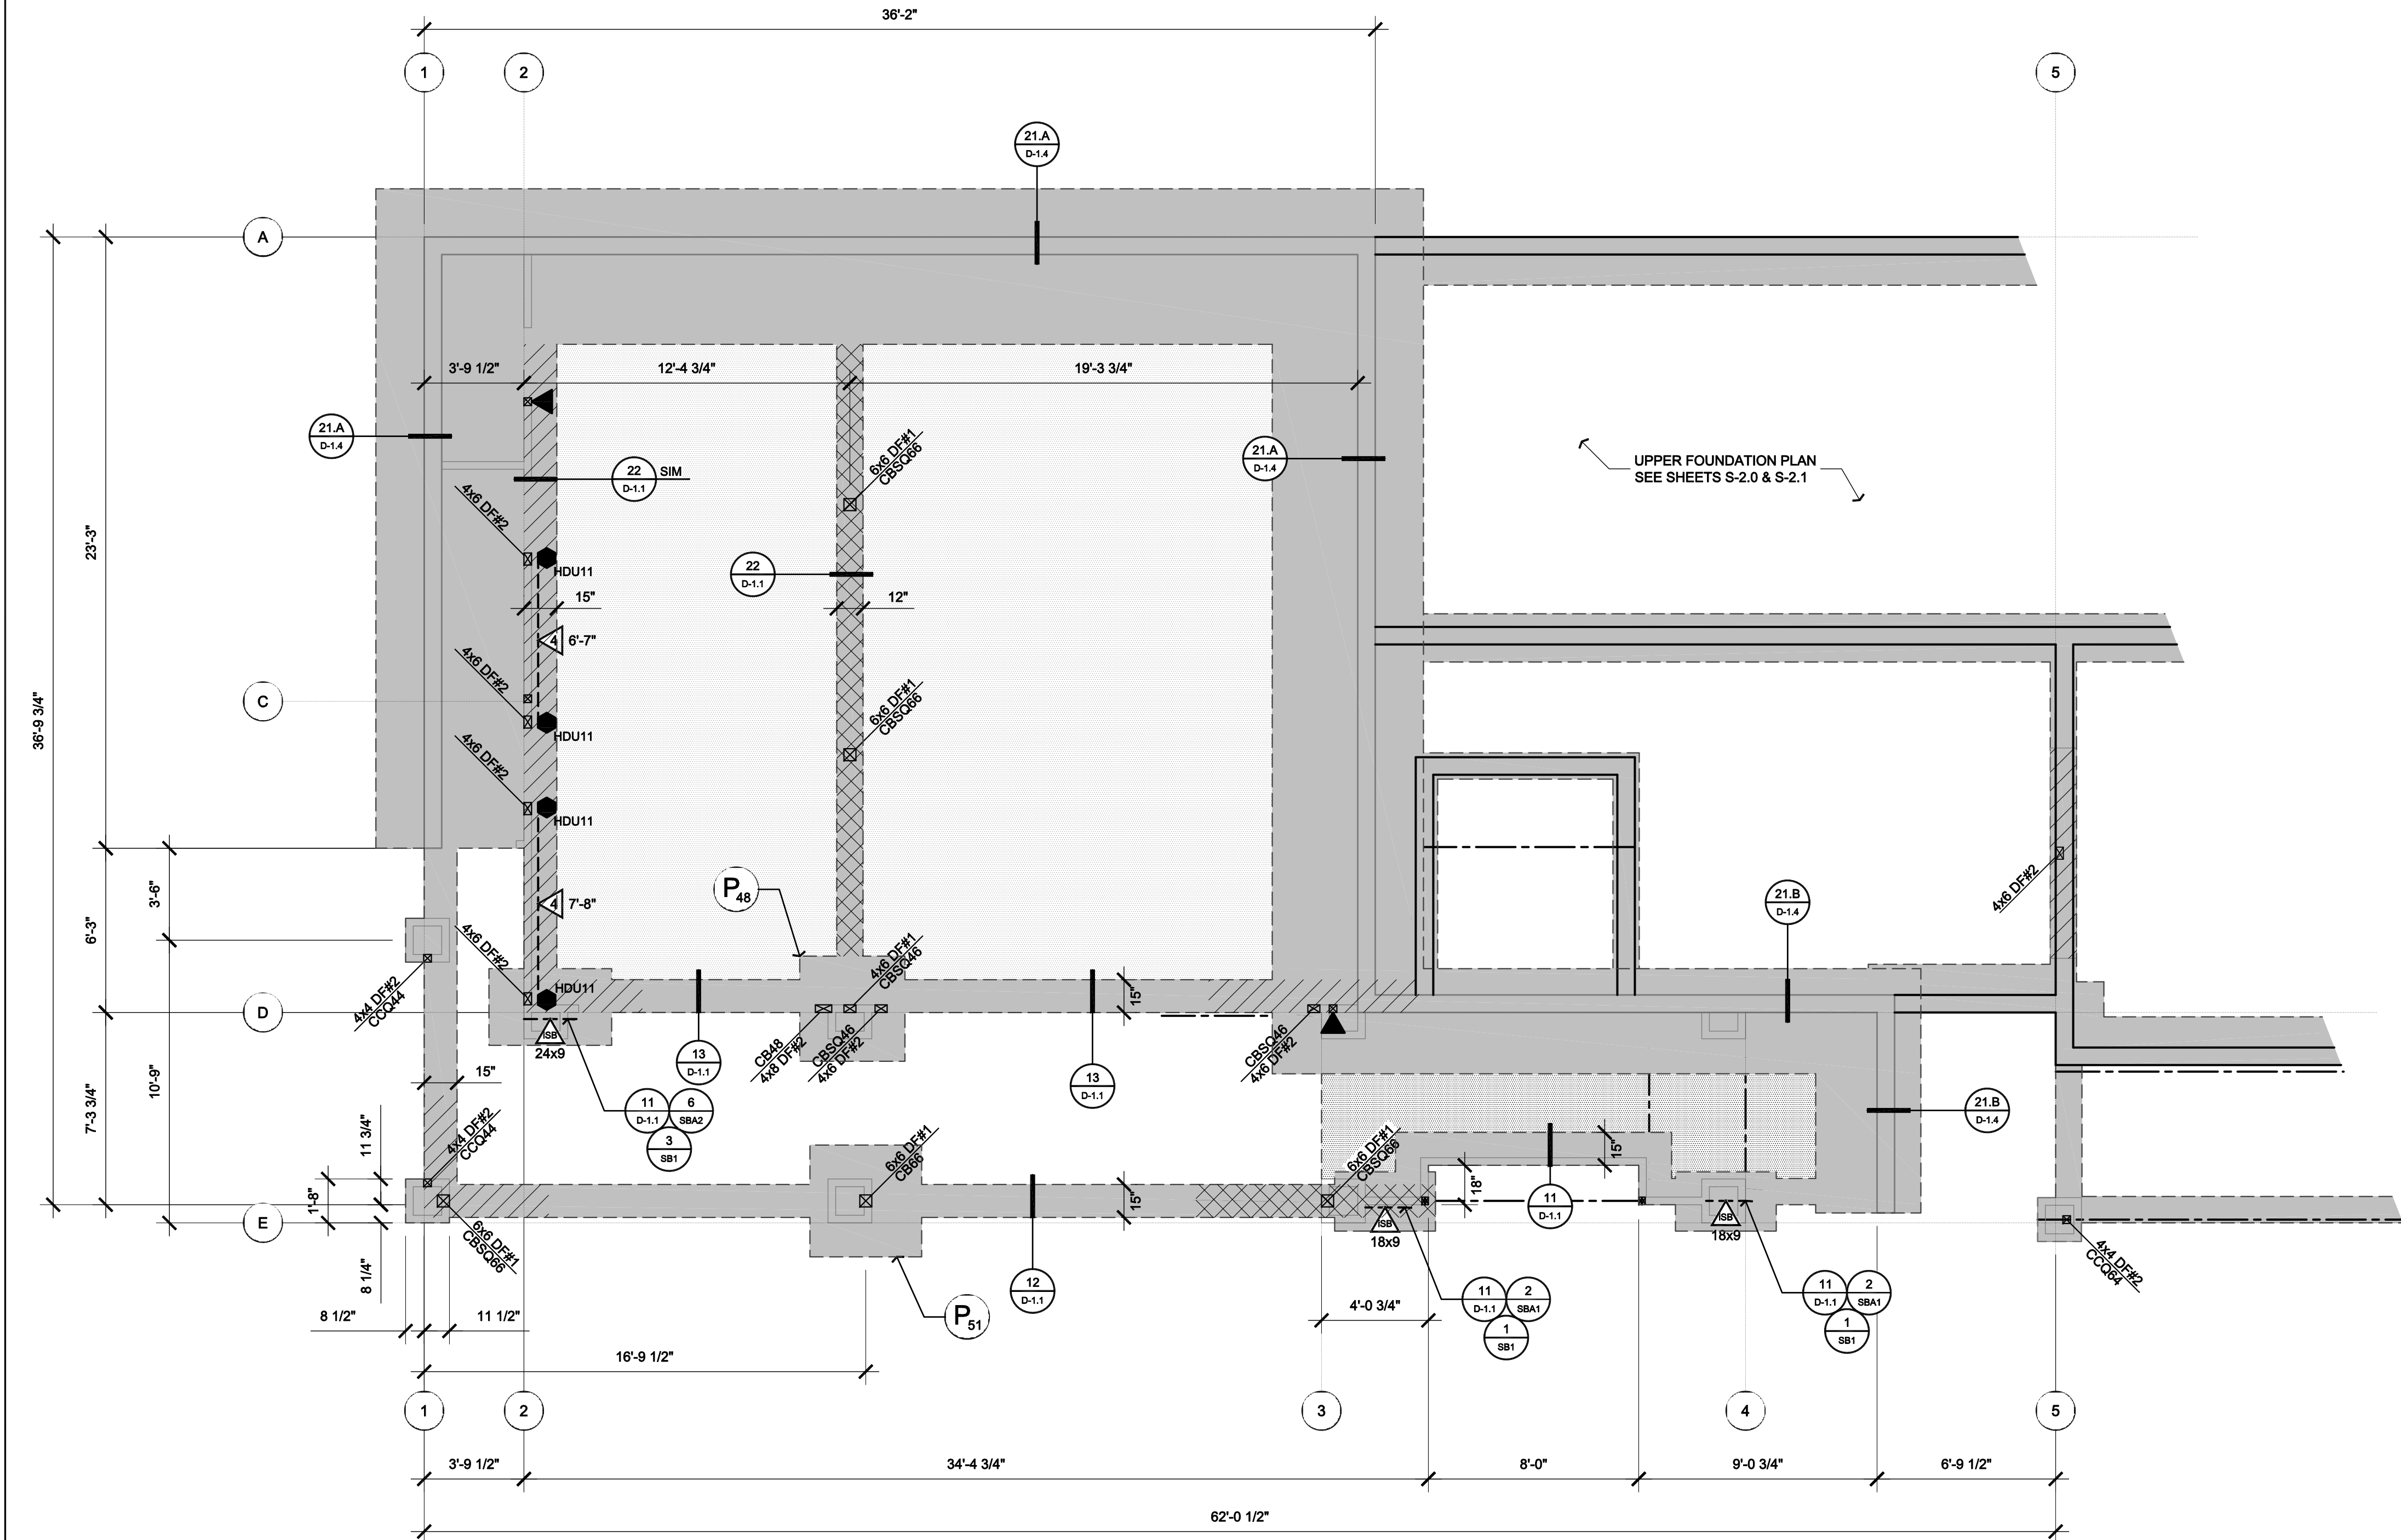 36'-2"
1
2
5
21.A
D-1.4
A
3'-9 1/2"
12'-4 3/4"
19'-3 3/4"
21.A
D-1.4
21.A
D-1.4
22
D-1.1
SIM
6x6 DF#1
CBSQ66
UPPER FOUNDATION PLAN
SEE SHEETS S-2.0 & S-2.1
4x6 DF#2
23'-3"
HDU11
22
D-1.1
15"
12"
4
6'-7"
4x6 DF#2
6x6 DF#1
CBSQ66
C
36'-9 3/4"
HDU11
4x6 DF#2
HDU11
3'-6"
P48
4
7'-8"
21.B
D-1.4
4x6 DF#2
6'-3"
4x6 DF#2
4x6 DF#1
CBSQ46
4x4 DF#2
CCQ44
HDU11
D
15"
ISB
24x9
13
D-1.1
CB48
4x8 DF#2
CBSQ46
4x6 DF#2
13
D-1.1
CBSQ46
4x6 DF#2
15"
10'-9"
7'-3 3/4"
11
D-1.1
6
SBA2
3
SB1
21.B
D-1.4
11 3/4"
4x4 DF#2
CCQ44
6x6 DF#1
CB66
6x6 DF#1
CBSQ66
15"
1'-8"
15"
18"
11
D-1.1
E
ISB
18x9
ISB
18x9
6x6 DF#1
CBSQ66
8 1/4"
12
D-1.1
4x4 DF#2
CCQ64
8 1/2"
11 1/2"
P51
4'-0 3/4"
11
D-1.1
2
SBA1
1
SB1
11
D-1.1
2
SBA1
1
SB1
16'-9 1/2"
1
2
3
4
5
3'-9 1/2"
34'-4 3/4"
8'-0"
9'-0 3/4"
6'-9 1/2"
62'-0 1/2"